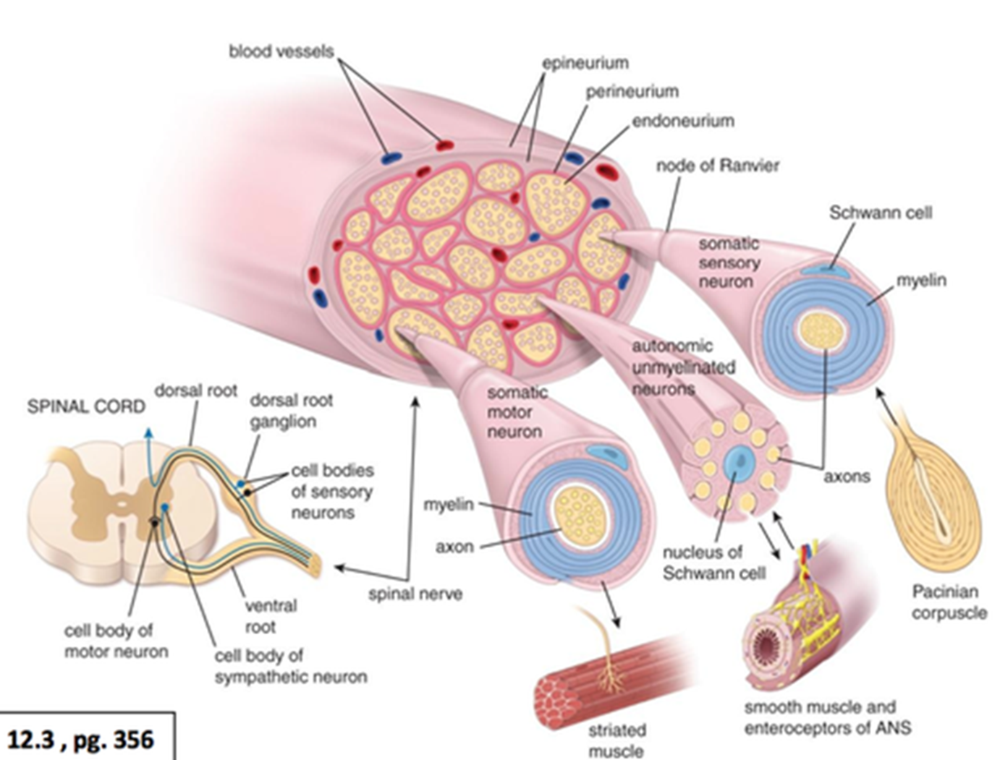 blood vessels
epineurium
perineurium
endoneurium
node of Ranvier
Schwann cell
somatic
sensory
neuron
myelin
autonomic
unmyelinated
neurons
somatic
motor
neuron
SPINAL CORD
dorsal root
dorsal root
ganglion
cell bodies
of sensory
neurons
myelin
axon
axons
nucleus of
Schwann cell
spinal nerve
ventral
root
cell body of
motor neuron
cell body of
sympathetic neuron
Pacinian
corpuscle
smooth muscle and
enteroceptors of ANS
striated
muscle
12.3 , pg. 356